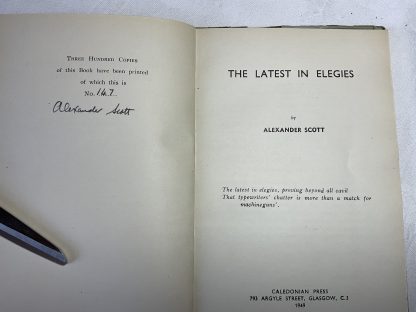 THREE HUNDRED COPIES
of this Book have been printed
of which this is
No. 147
Alexander Scott
THE LATEST IN ELEGIES
by
ALEXANDER SCOTT
The latest in elegies, proving beyond all cavil
That typewriters' chatter is more than a match for
machineguns'.
CALEDONIAN PRESS
793 ARGYLE STREET, GLASGOW, C.3
1949